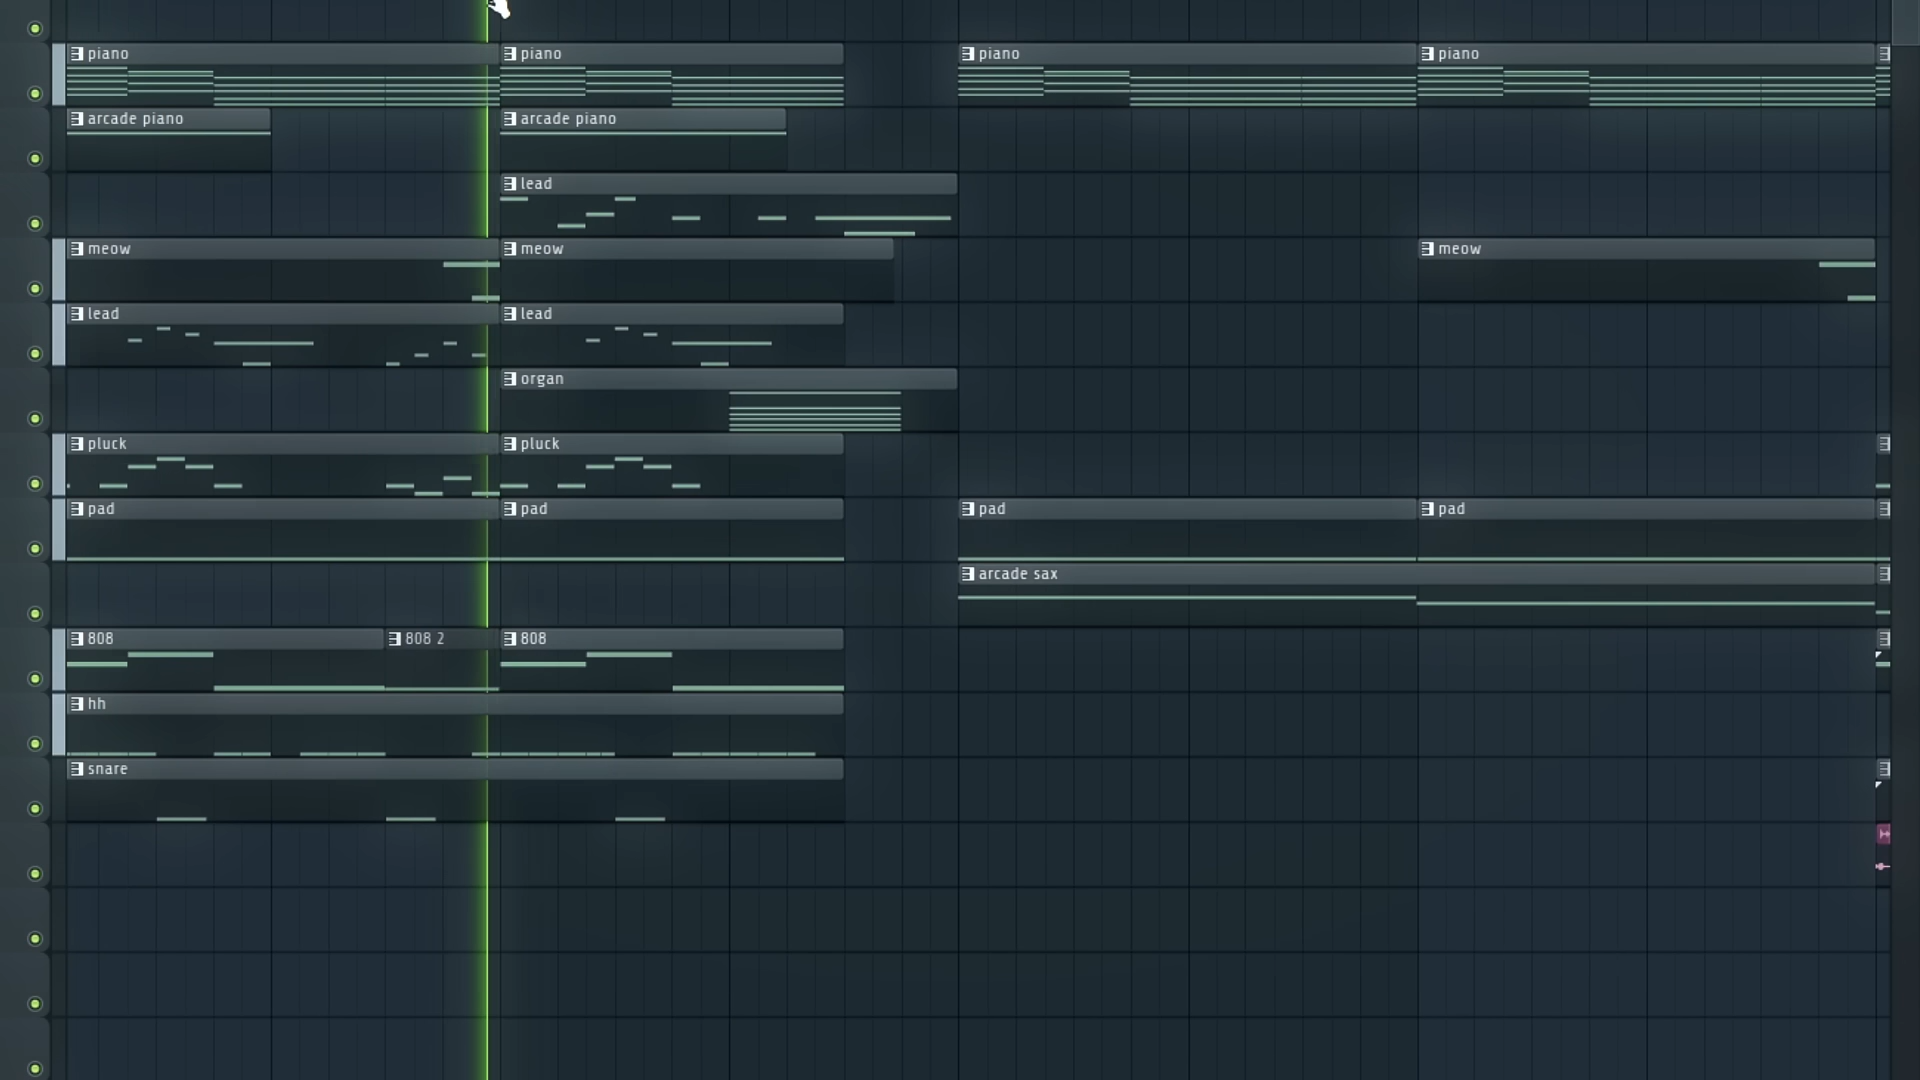 piano piano piano piano
arcade piano arcade piano
lead
meow meow meow
lead lead
organ
pluck pluck
pad pad pad pad
arcade sax
808 808 2 808
hh
snare